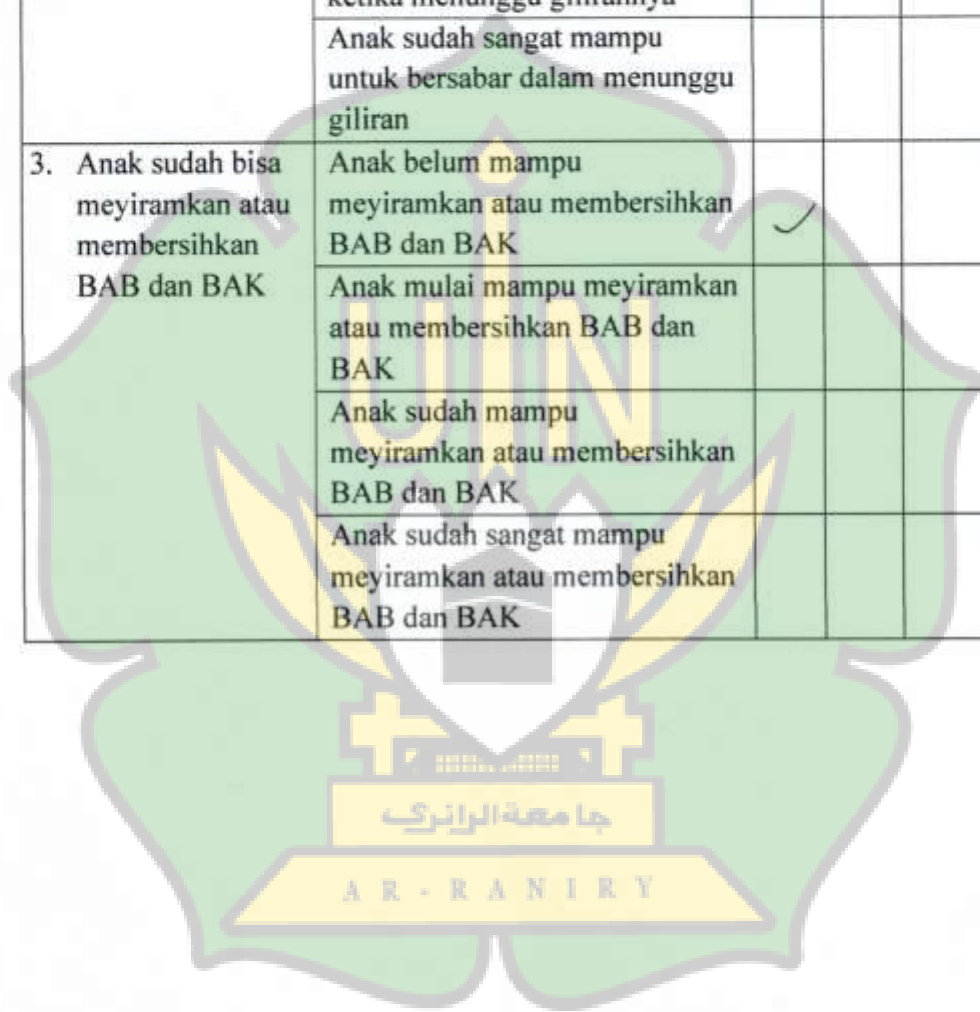 ketika menunggu gilirannya
Anak sudah sangat mampu
untuk bersabar dalam menunggu
giliran
3. Anak sudah bisa
meyiramkan atau
membersihkan
BAB dan BAK
Anak belum mampu
meyiramkan atau membersihkan
BAB dan BAK
✓
Anak mulai mampu meyiramkan
atau membersihkan BAB dan
BAK
Anak sudah mampu
meyiramkan atau membersihkan
BAB dan BAK
Anak sudah sangat mampu
meyiramkan atau membersihkan
BAB dan BAK
UIN
جامعة الرانري
AR-RANIRY